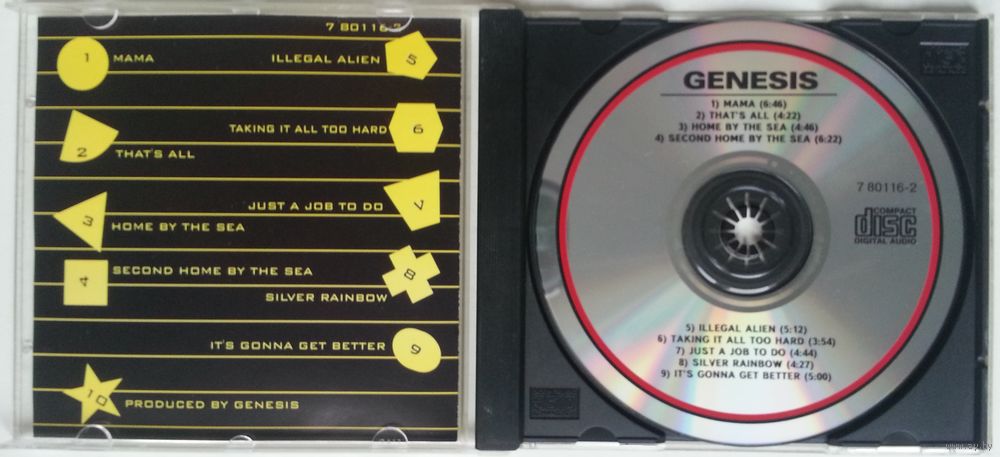 7 80116-2
1 MAMA
ILLEGAL ALIEN 5
TAKING IT ALL TOO HARD 6
2 THAT'S ALL
JUST A JOB TO DO 7
3 HOME BY THE SEA
4 SECOND HOME BY THE SEA
8 SILVER RAINBOW
IT'S GONNA GET BETTER 9
10 PRODUCED BY GENESIS
GENESIS
1) MAMA (6:46)
2) THAT'S ALL (4:22)
3) HOME BY THE SEA (4:46)
4) SECOND HOME BY THE SEA (6:22)
7 80116-2
COMPACT
disc
DIGITAL AUDIO
5) ILLEGAL ALIEN (5:12)
6) TAKING IT ALL TOO HARD (3:54)
7) JUST A JOB TO DO (4:44)
8) SILVER RAINBOW (4:27)
9) IT'S GONNA GET BETTER (5:00)